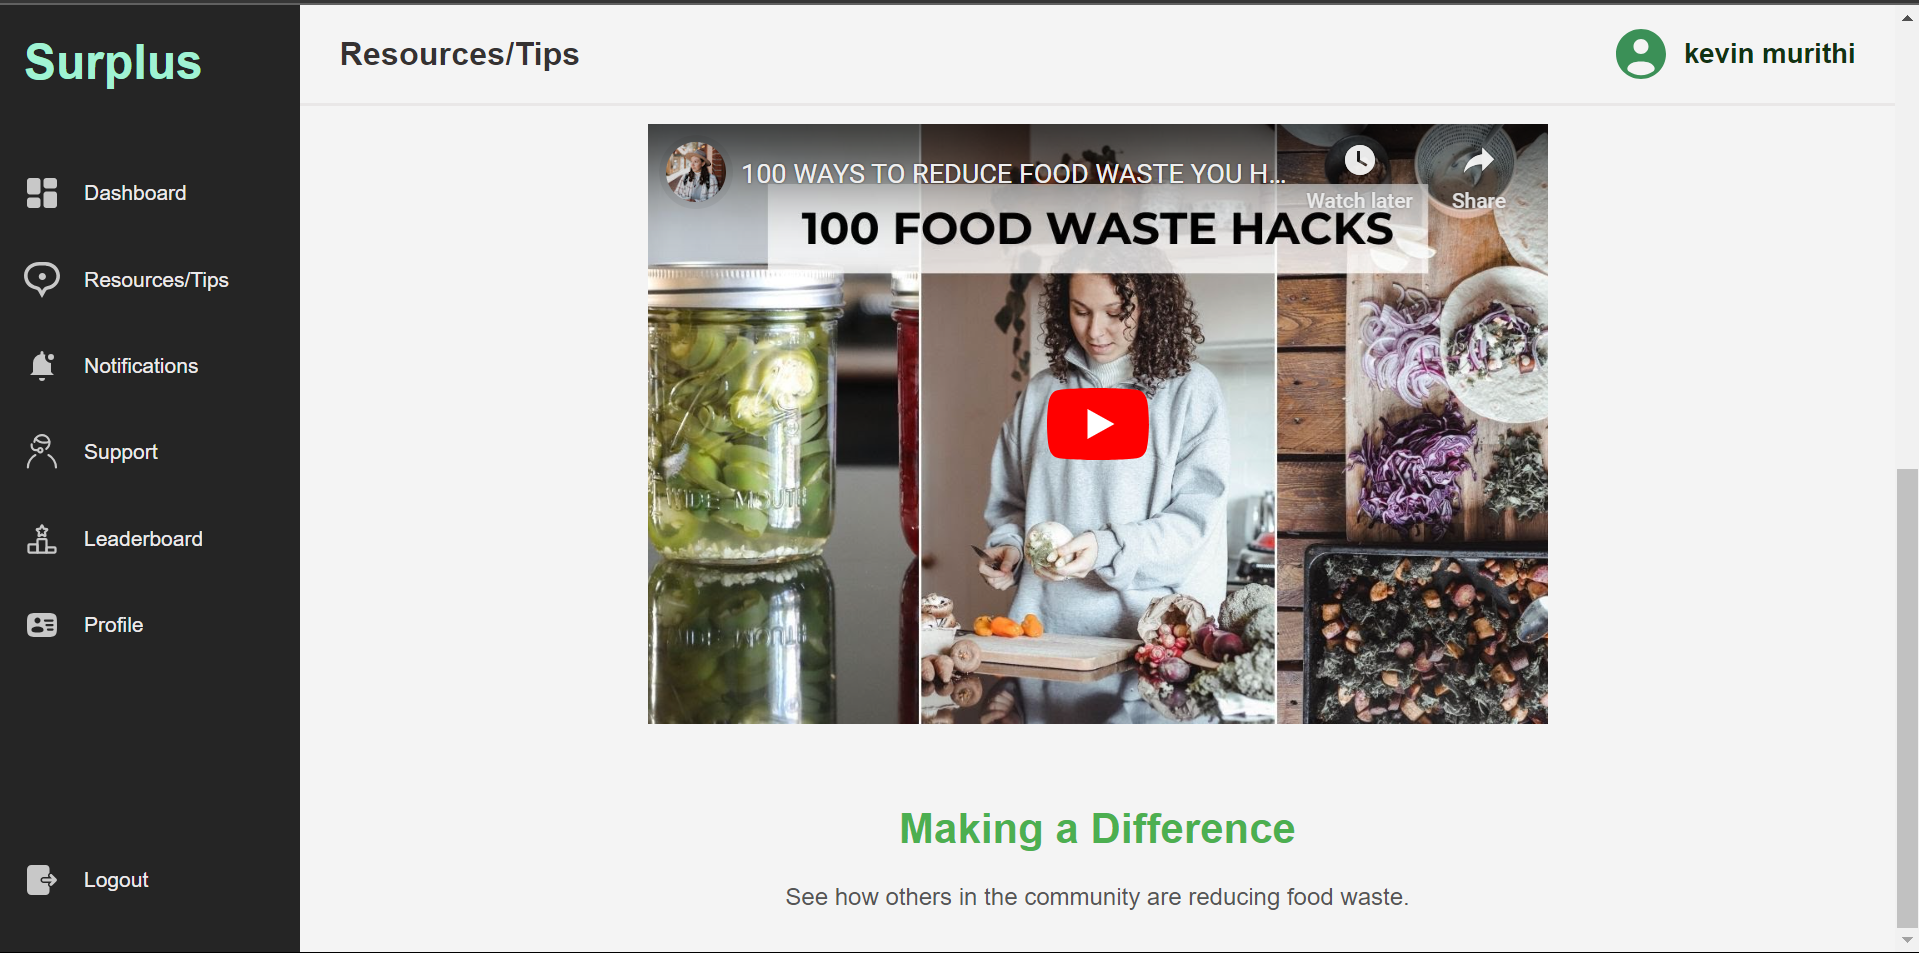 Surplus
Dashboard
Resources/Tips
Notifications
Support
Leaderboard
Profile
Logout
Resources/Tips
kevin murithi
100 WAYS TO REDUCE FOOD WASTE YOU H...
Watch later
Share
100 FOOD WASTE HACKS
WIDE MOUTH
Making a Difference
See how others in the community are reducing food waste.